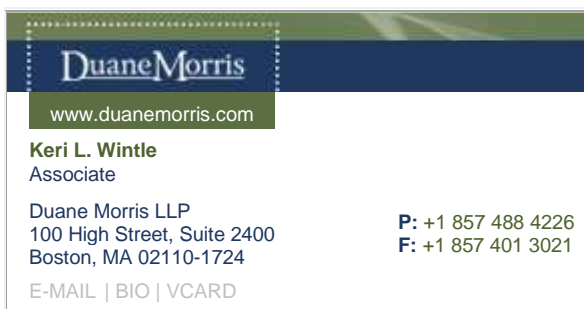 DuaneMorris
www.duanemorris.com
Keri L. Wintle
Associate
Duane Morris LLP
100 High Street, Suite 2400
Boston, MA 02110-1724
P: +1 857 488 4226
F: +1 857 401 3021
E-MAIL | BIO | VCARD